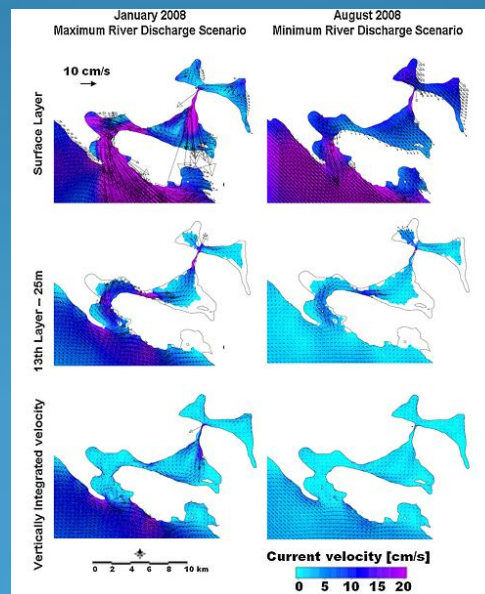 January 2008
Maximum River Discharge Scenario
August 2008
Minimum River Discharge Scenario
10 cm/s
Surface Layer
13th Layer – 25m
Vertically Integrated velocity
0 2 4 6 8 10 km
Current velocity [cm/s]
0 5 10 15 20